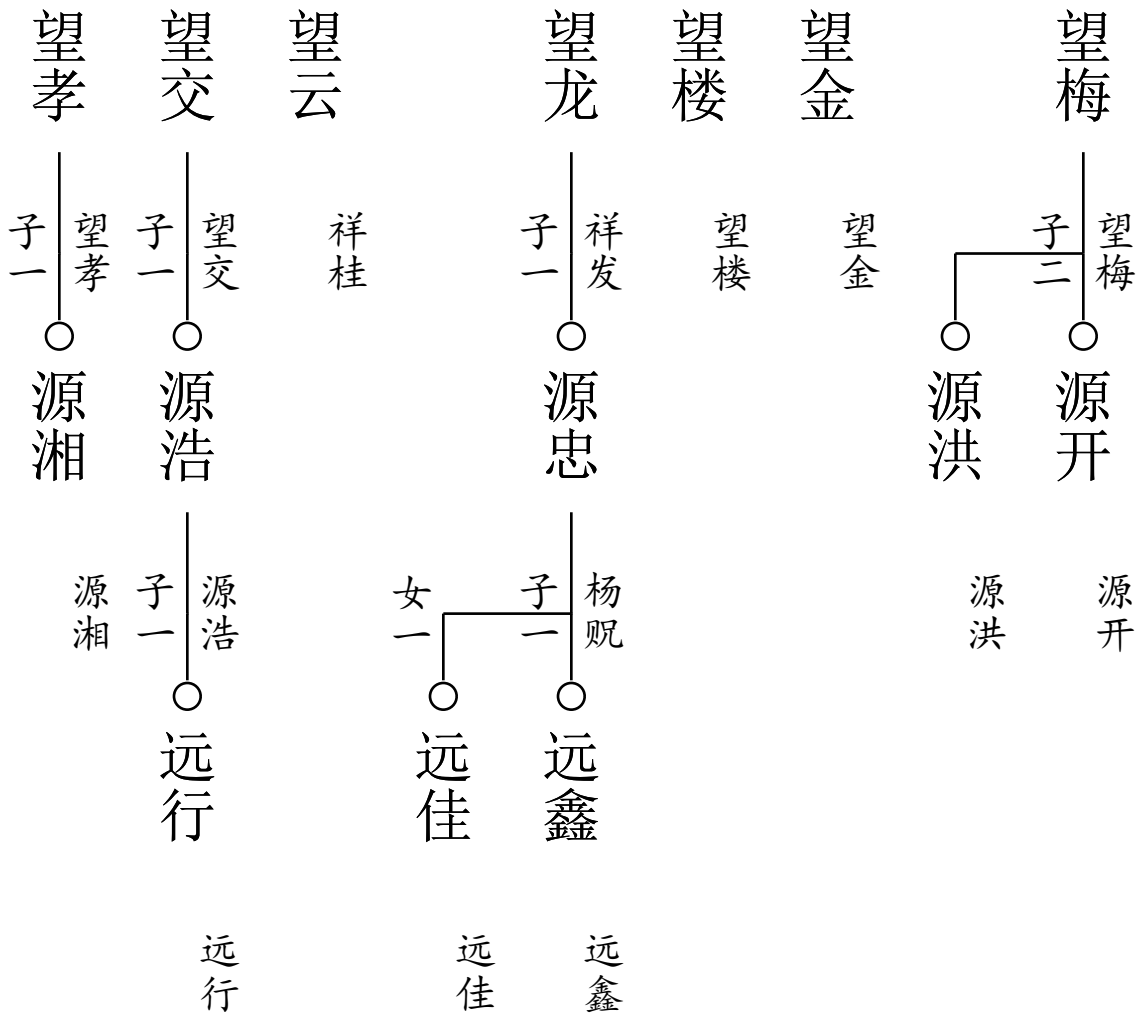 望孝
望交
望云
望龙
望楼
望金
望梅
子一
望孝
子一
望交
祥桂
子一
祥发
望楼
望金
子二
望梅
源湘
源浩
源忠
源洪
源开
源湘
子一
源浩
女一
子一
杨贶
源洪
源开
远行
远佳
远鑫
远行
远佳
远鑫